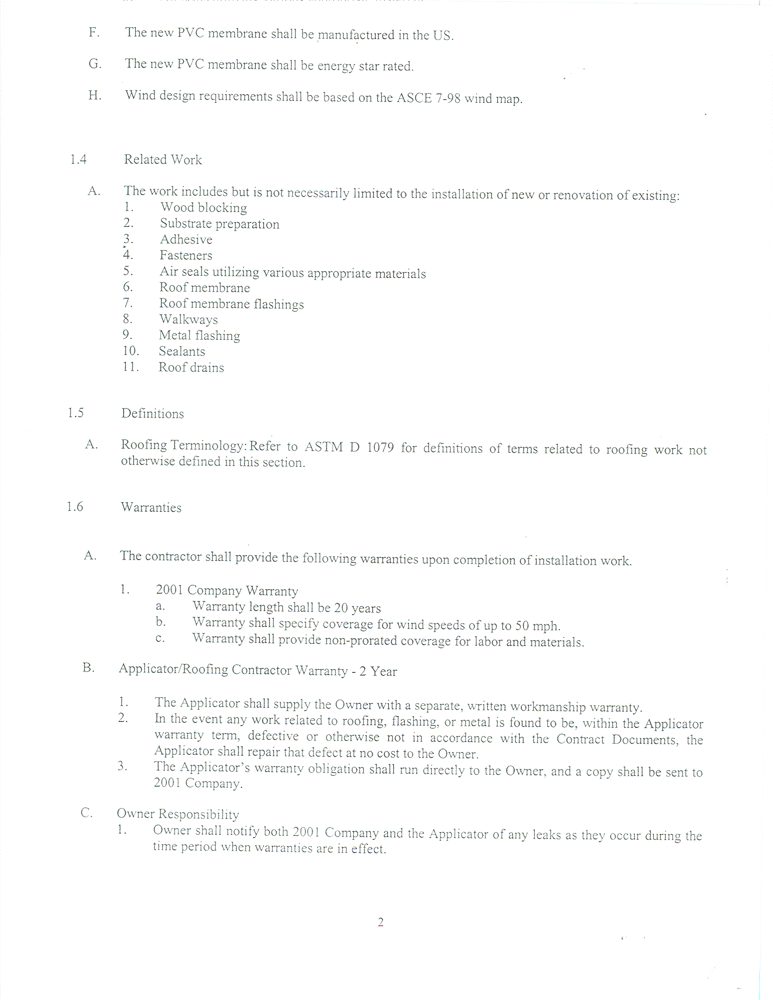 F. The new PVC membrane shall be manufactured in the US.
G. The new PVC membrane shall be energy star rated.
H. Wind design requirements shall be based on the ASCE 7-98 wind map.
1.4 Related Work
A. The work includes but is not necessarily limited to the installation of new or renovation of existing:
1. Wood blocking
2. Substrate preparation
3. Adhesive
4. Fasteners
5. Air seals utilizing various appropriate materials
6. Roof membrane
7. Roof membrane flashings
8. Walkways
9. Metal flashing
10. Sealants
11. Roof drains
1.5 Definitions
A. Roofing Terminology: Refer to ASTM D 1079 for definitions of terms related to roofing work not
otherwise defined in this section.
1.6 Warranties
A. The contractor shall provide the following warranties upon completion of installation work.
1. 2001 Company Warranty
a. Warranty length shall be 20 years
b. Warranty shall specify coverage for wind speeds of up to 50 mph.
c. Warranty shall provide non-prorated coverage for labor and materials.
B. Applicator/Roofing Contractor Warranty - 2 Year
1. The Applicator shall supply the Owner with a separate, written workmanship warranty.
2. In the event any work related to roofing, flashing, or metal is found to be, within the Applicator
warranty term, defective or otherwise not in accordance with the Contract Documents, the
Applicator shall repair that defect at no cost to the Owner.
3. The Applicator's warranty obligation shall run directly to the Owner, and a copy shall be sent to
2001 Company.
C. Owner Responsibility
1. Owner shall notify both 2001 Company and the Applicator of any leaks as they occur during the
time period when warranties are in effect.
2